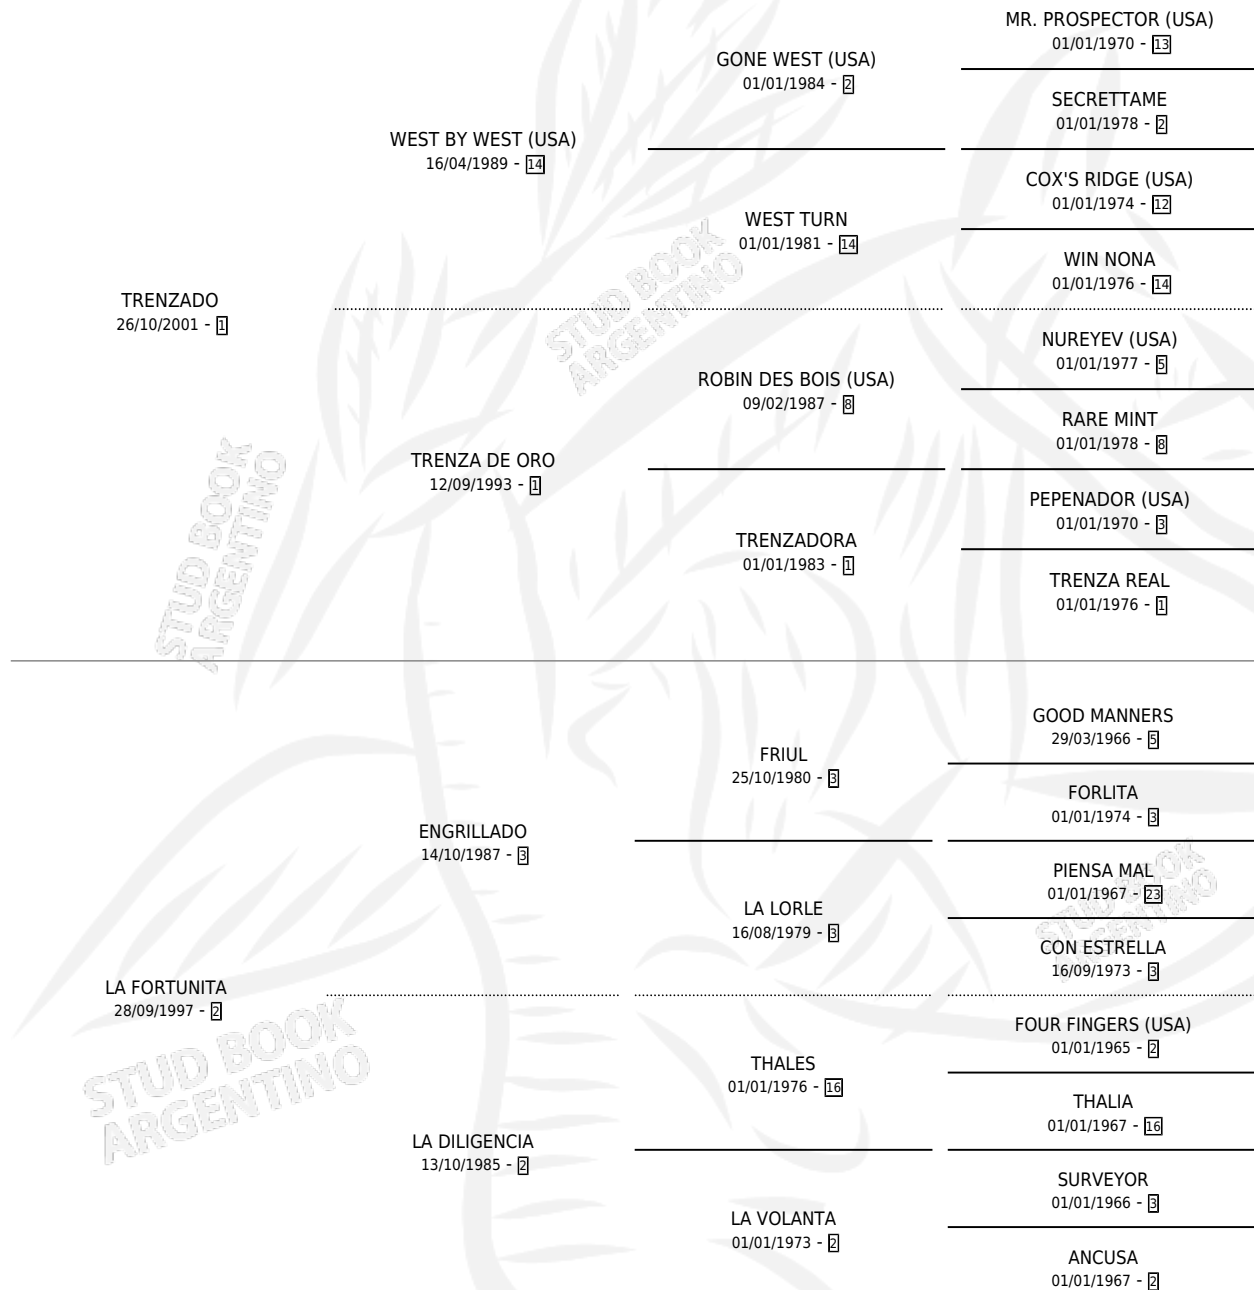 MR. PROSPECTOR (USA)
01/01/1970 - 13
GONE WEST (USA)
01/01/1984 - 2
SECRETTAME
01/01/1978 - 2
WEST BY WEST (USA)
16/04/1989 - 14
COX'S RIDGE (USA)
01/01/1974 - 12
WEST TURN
01/01/1981 - 14
WIN NONA
01/01/1976 - 14
TRENZADO
26/10/2001 - 1
NUREYEV (USA)
01/01/1977 - 5
ROBIN DES BOIS (USA)
09/02/1987 - 8
RARE MINT
01/01/1978 - 8
TRENZA DE ORO
12/09/1993 - 1
PEPENADOR (USA)
01/01/1970 - 3
TRENZADORA
01/01/1983 - 1
TRENZA REAL
01/01/1976 - 1
GOOD MANNERS
29/03/1966 - 5
FRIUL
25/10/1980 - 3
FORLITA
01/01/1974 - 3
ENGRILLADO
14/10/1987 - 3
PIENSA MAL
01/01/1967 - 23
LA LORLE
16/08/1979 - 3
CON ESTRELLA
16/09/1973 - 3
LA FORTUNITA
28/09/1997 - 2
FOUR FINGERS (USA)
01/01/1965 - 2
THALES
01/01/1976 - 16
THALIA
01/01/1967 - 16
LA DILIGENCIA
13/10/1985 - 2
SURVEYOR
01/01/1966 - 3
LA VOLANTA
01/01/1973 - 2
ANCUSA
01/01/1967 - 2
STUD BOOK
ARGENTINO
STUD BOOK
ARGENTINO
STUD BOOK
ARGENTINO
STUD BOOK
ARGENTINO